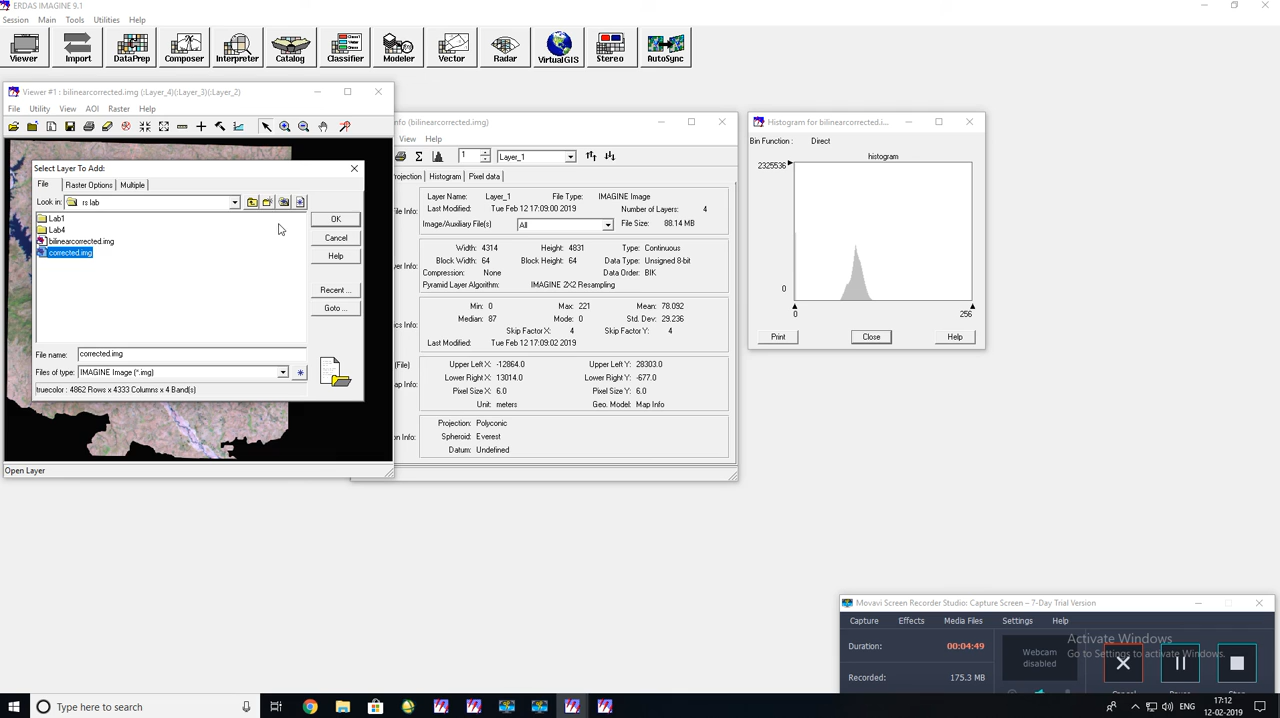 ERDAS IMAGINE 9.1
Session Main Tools Utilities Help
Viewer Import DataPrep Composer Interpreter Catalog Classifier Modeler Vector Radar VirtualGIS Stereo AutoSync
Viewer #1 : bilinearcorrected.img (:Layer_4)(:Layer_3)(:Layer_2)
File Utility View AOI Raster Help
Select Layer To Add:
File Raster Options Multiple
Look in: rs lab
Lab1
Lab4
bilinearcorrected.img
corrected.img
OK
Cancel
Help
Recent ...
Goto ...
File name: corrected.img
Files of type: IMAGINE Image (*.img)
truecolor : 4862 Rows x 4333 Columns x 4 Band(s)
Open Layer
(bilinearcorrected.img)
View Help
1 Layer_1
Histogram Pixel data
Layer Name: Layer_1 File Type: IMAGINE Image
Last Modified: Tue Feb 12 17:09:00 2019 Number of Layers: 4
Image/Auxiliary File(s) All File Size: 88.14 MB
Width: 4314 Height: 4831 Type: Continuous
Block Width: 64 Block Height: 64 Data Type: Unsigned 8-bit
Compression: None Data Order: BIK
Pyramid Layer Algorithm: IMAGINE 2X2 Resampling
Min: 0 Max: 221 Mean: 78.092
Median: 87 Mode: 0 Std. Dev: 29.236
Skip Factor X: 4 Skip Factor Y: 4
Last Modified: Tue Feb 12 17:09:02 2019
Upper Left X: -12864.0 Upper Left Y: 28303.0
Lower Right X: 13014.0 Lower Right Y: -677.0
Pixel Size X: 6.0 Pixel Size Y: 6.0
Unit: meters Geo. Model: Map Info
Projection: Polyconic
Spheroid: Everest
Datum: Undefined
Histogram for bilinearcorrected.i...
Bin Function : Direct
histogram
2325536
0
0 256
Print Close Help
Movavi Screen Recorder Studio: Capture Screen – 7-Day Trial Version
Capture Effects Media Files Settings Help
Duration: 00:04:49
Webcam disabled
Recorded: 175.3 MB
Activate Windows
Go to Settings to activate Windows.
Type here to search
ENG
17:12
12-02-2019